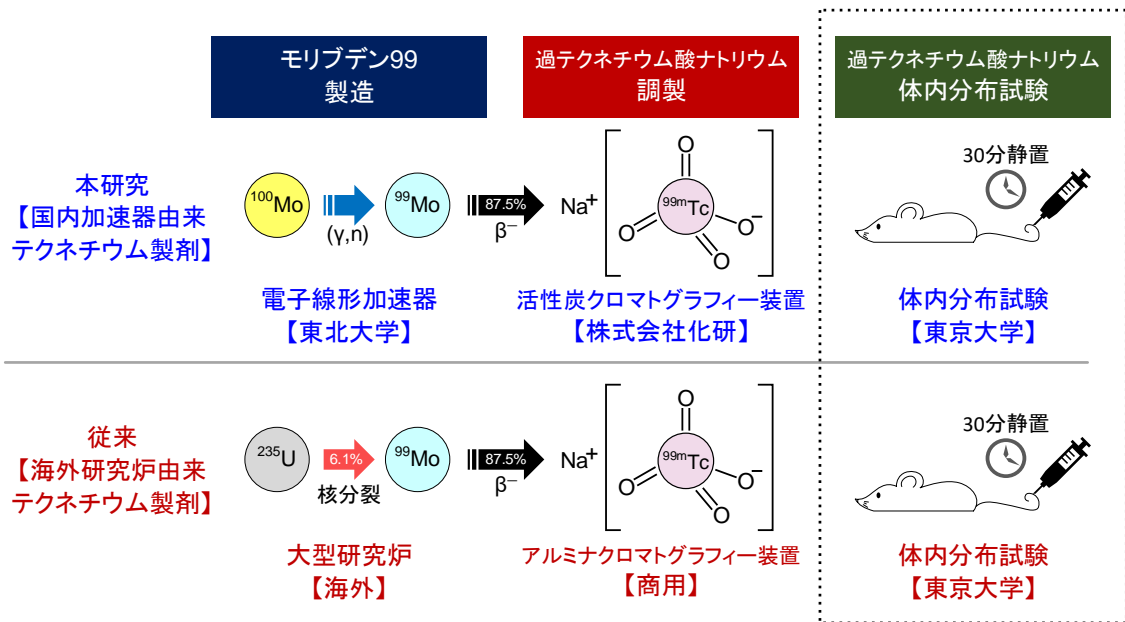 モリブデン99
製造
過テクネチウム酸ナトリウム
調製
過テクネチウム酸ナトリウム
体内分布試験
本研究
【国内加速器由来
テクネチウム製剤】
¹⁰⁰Mo
(γ,n)
⁹⁹Mo
87.5%
β⁻
Na⁺
O
O
⁹⁹ᵐTc
O⁻
O
30分静置
電子線形加速器
【東北大学】
活性炭クロマトグラフィー装置
【株式会社化研】
体内分布試験
【東京大学】
従来
【海外研究炉由来
テクネチウム製剤】
²³⁵U
6.1%
核分裂
⁹⁹Mo
87.5%
β⁻
Na⁺
O
O
⁹⁹ᵐTc
O⁻
O
30分静置
大型研究炉
【海外】
アルミナクロマトグラフィー装置
【商用】
体内分布試験
【東京大学】